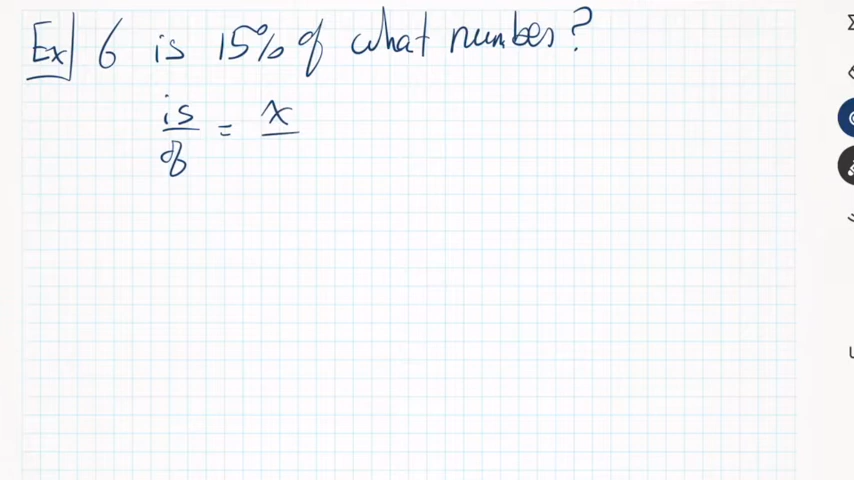 Ex 6 is 15% of what number?
is/of = x/